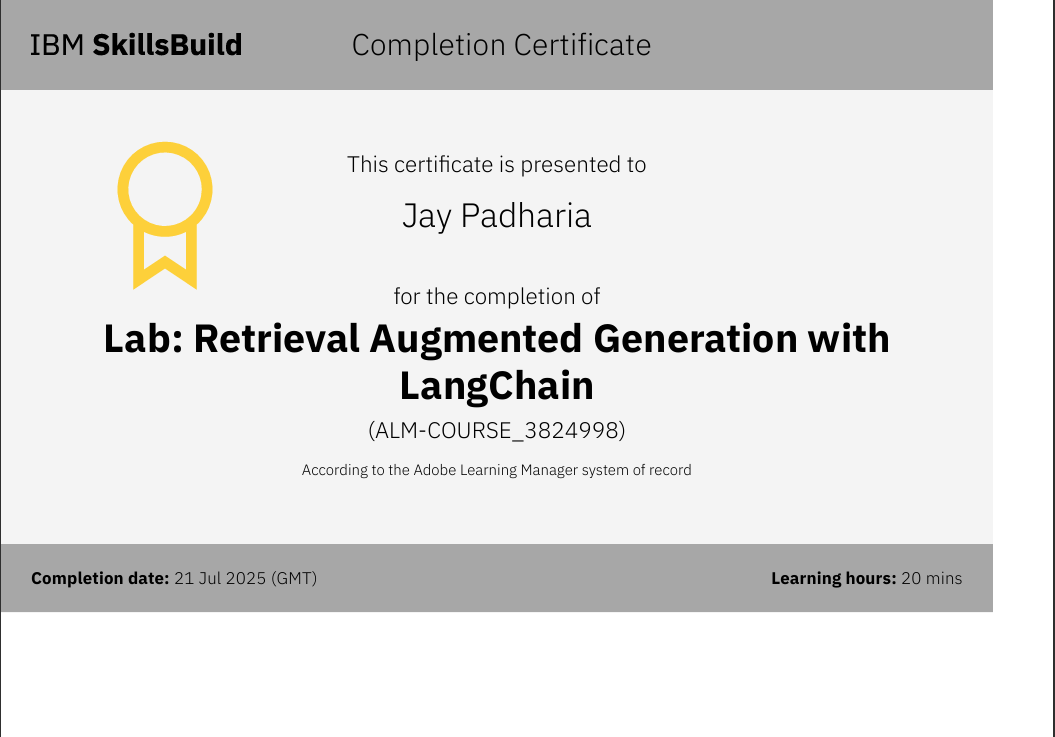 IBM SkillsBuild
Completion Certificate
This certificate is presented to
Jay Padharia
for the completion of
Lab: Retrieval Augmented Generation with
LangChain
(ALM-COURSE_3824998)
According to the Adobe Learning Manager system of record
Completion date: 21 Jul 2025 (GMT)
Learning hours: 20 mins